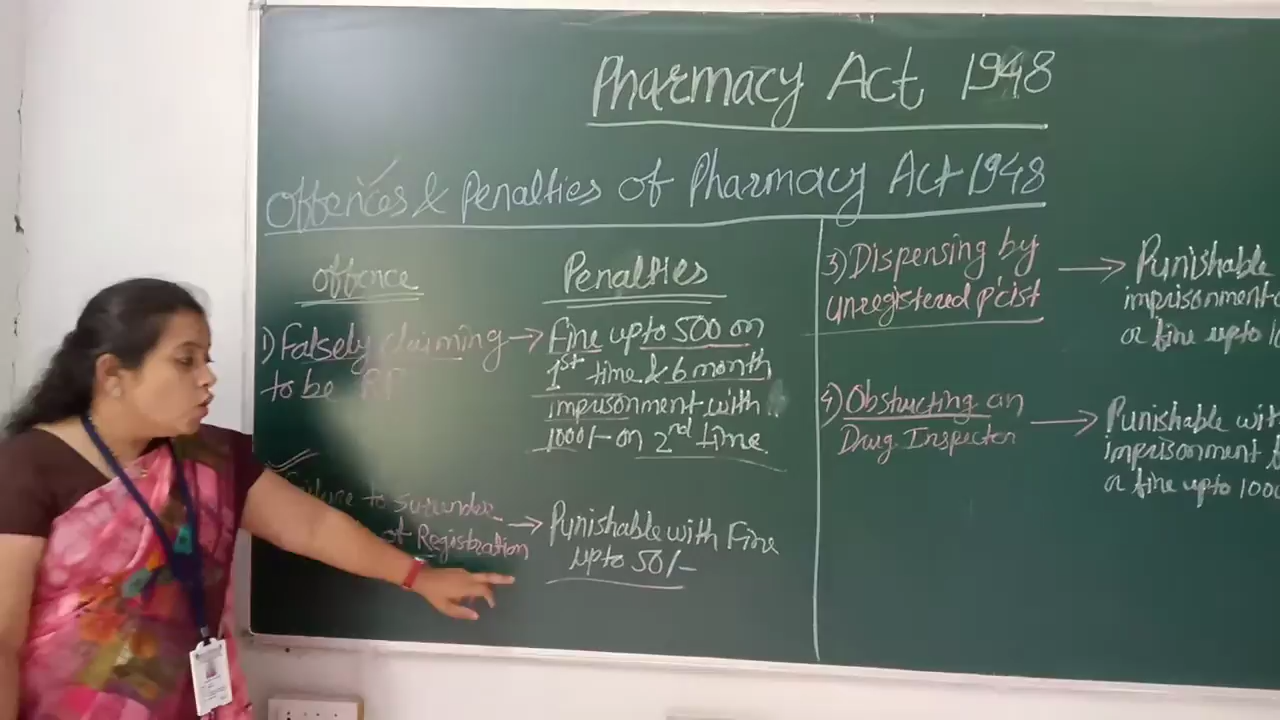 Pharmacy Act 1948
Offences & Penalties of Pharmacy Act 1948
Offence
Penalties
1) Falsely claiming → Fine upto 500 on
to be
1st time & 6 month
imprisonment with
1000/- on 2nd time
to Surender → Punishable with Fine
of Registration
upto 50/-
3) Dispensing by → Punishable
unregistered p'cist
imprisonment
or fine upto
4) Obstructing an → Punishable
Drug Inspector
imprisonment
or fine upto 1000